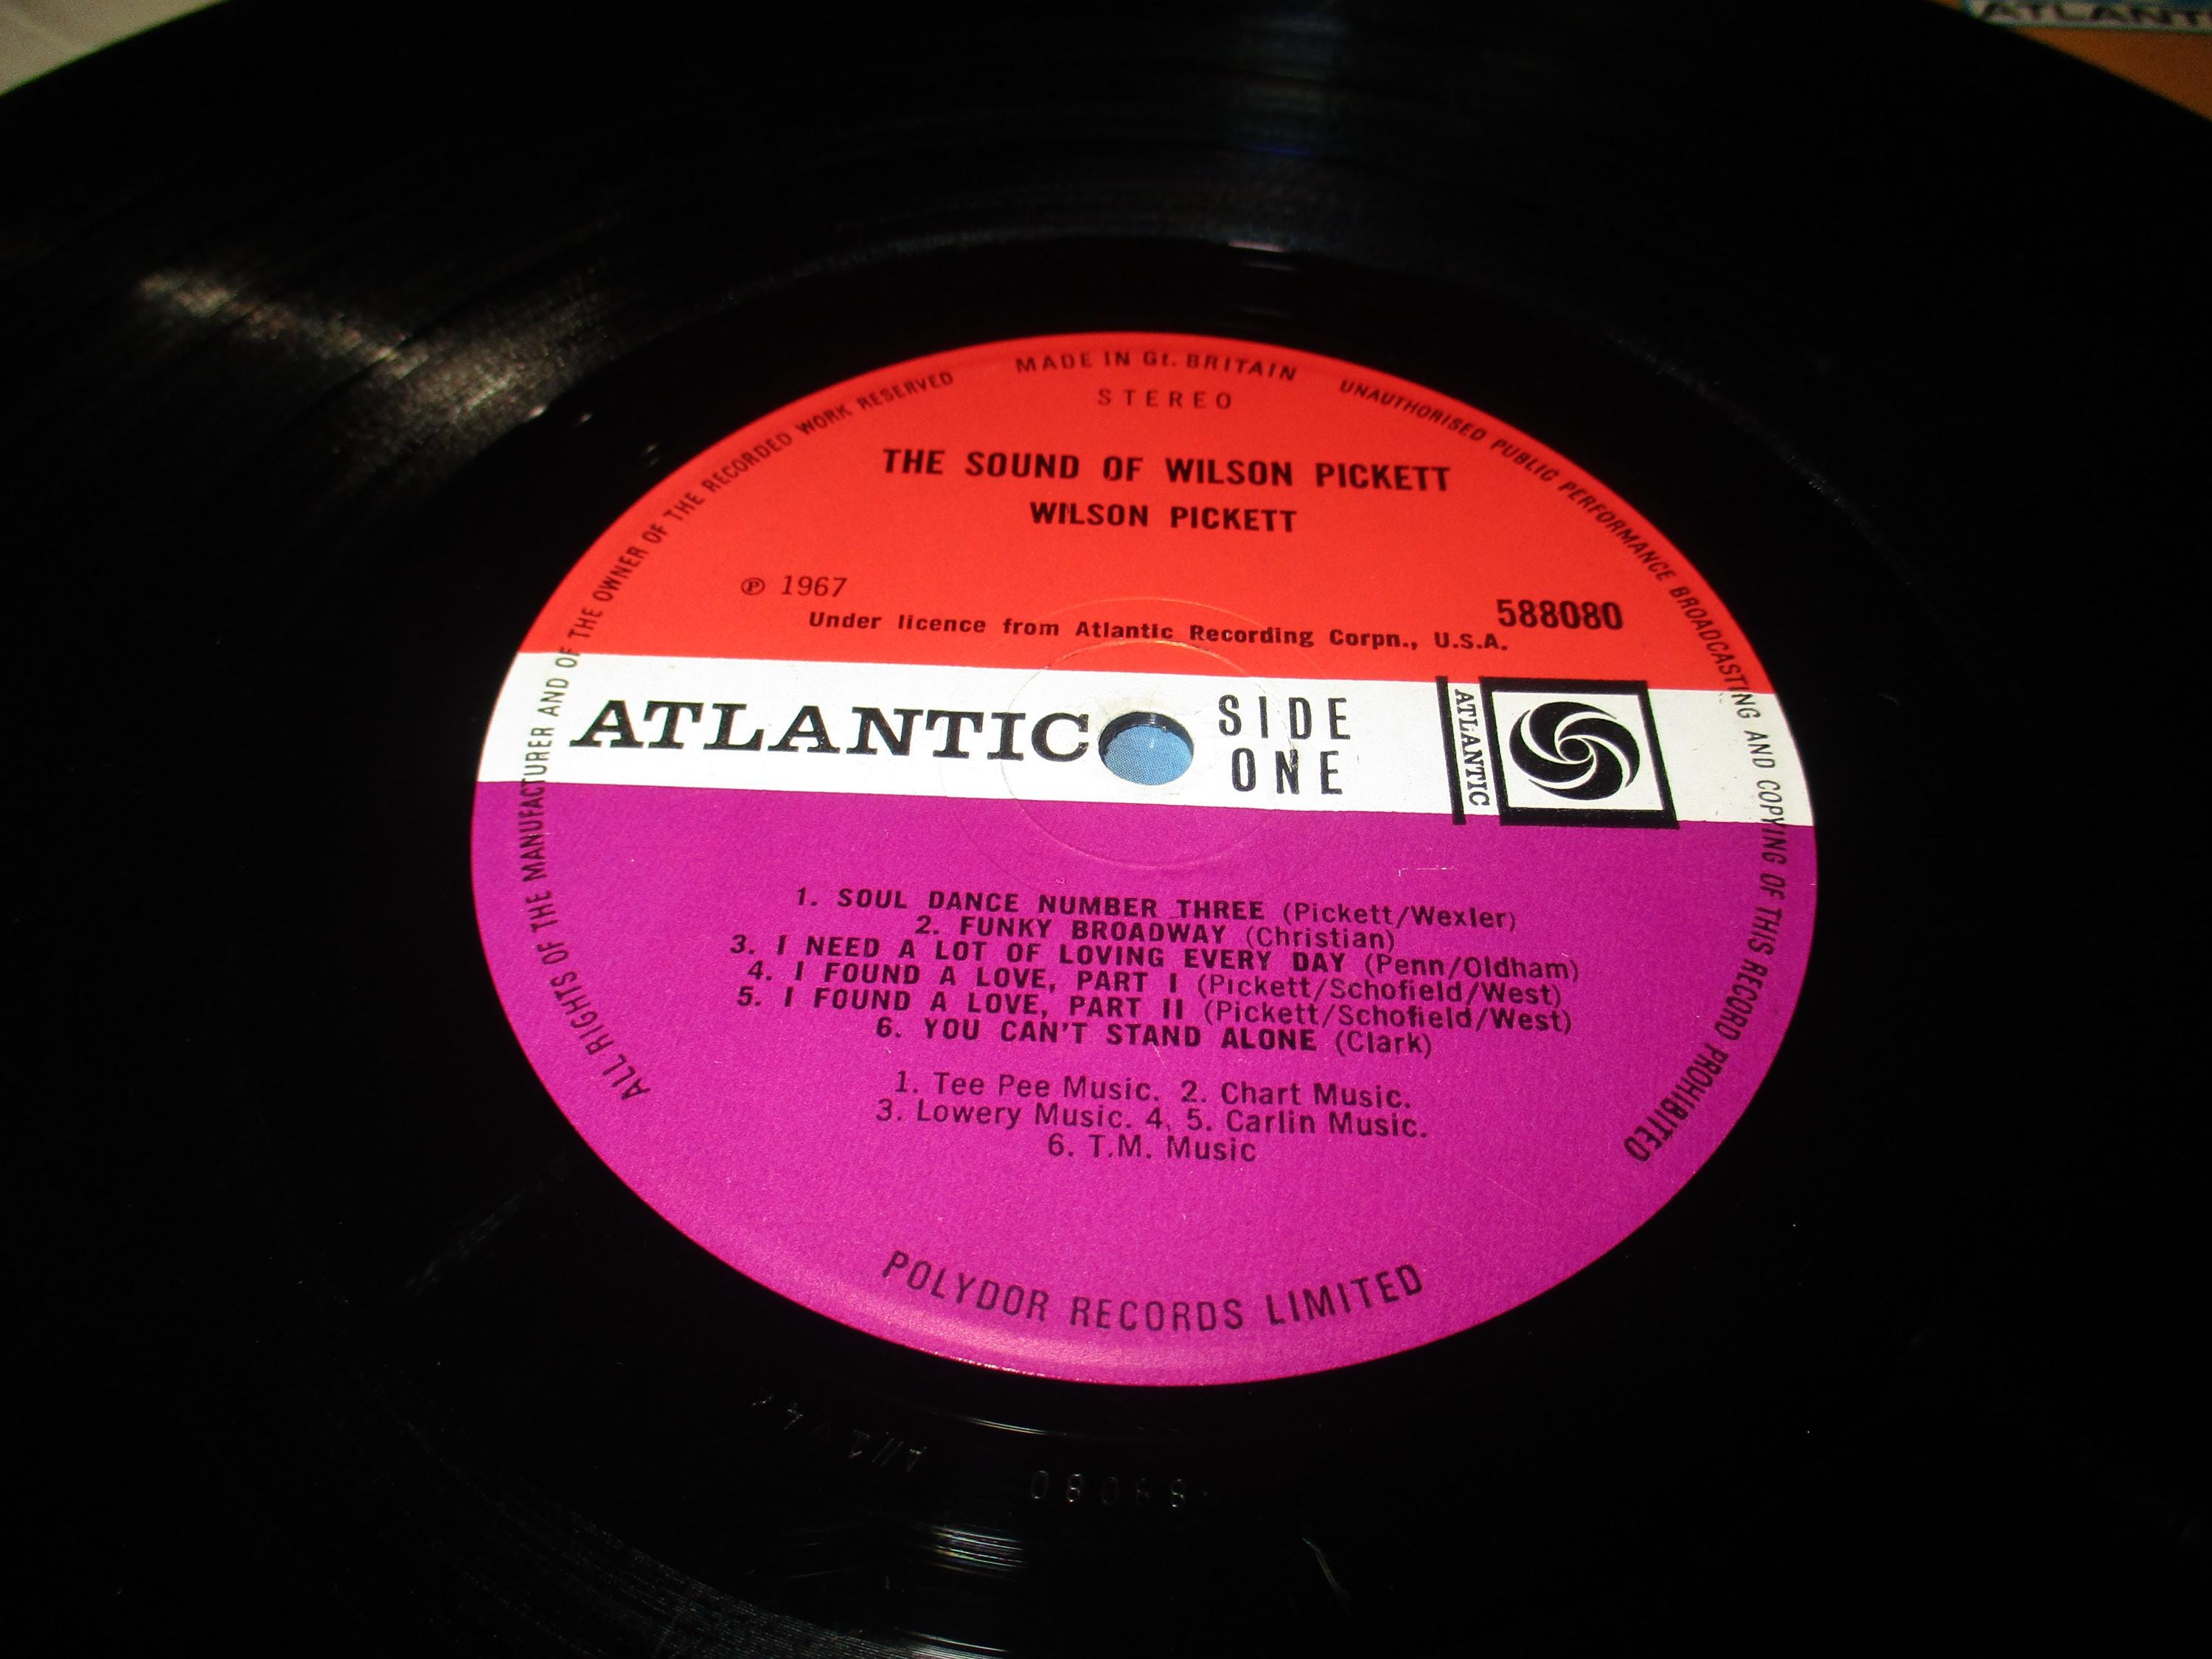 ATLANT
MADE IN Gt. BRITAIN
ALL RIGHTS OF THE MANUFACTURER AND OF THE OWNER OF THE RECORDED WORK RESERVED
UNAUTHORISED PUBLIC PERFORMANCE BROADCASTING AND COPYING OF THIS RECORD PROHIBITED
STEREO
THE SOUND OF WILSON PICKETT
WILSON PICKETT
℗ 1967
588080
Under licence from Atlantic Recording Corpn., U.S.A.
ATLANTIC
SIDE
ONE
ATLANTIC
1. SOUL DANCE NUMBER THREE (Pickett/Wexler)
2. FUNKY BROADWAY (Christian)
3. I NEED A LOT OF LOVING EVERY DAY (Penn/Oldham)
4. I FOUND A LOVE, PART I (Pickett/Schofield/West)
5. I FOUND A LOVE, PART II (Pickett/Schofield/West)
6. YOU CAN'T STAND ALONE (Clark)
1. Tee Pee Music. 2. Chart Music.
3. Lowery Music. 4, 5. Carlin Music.
6. T.M. Music
POLYDOR RECORDS LIMITED